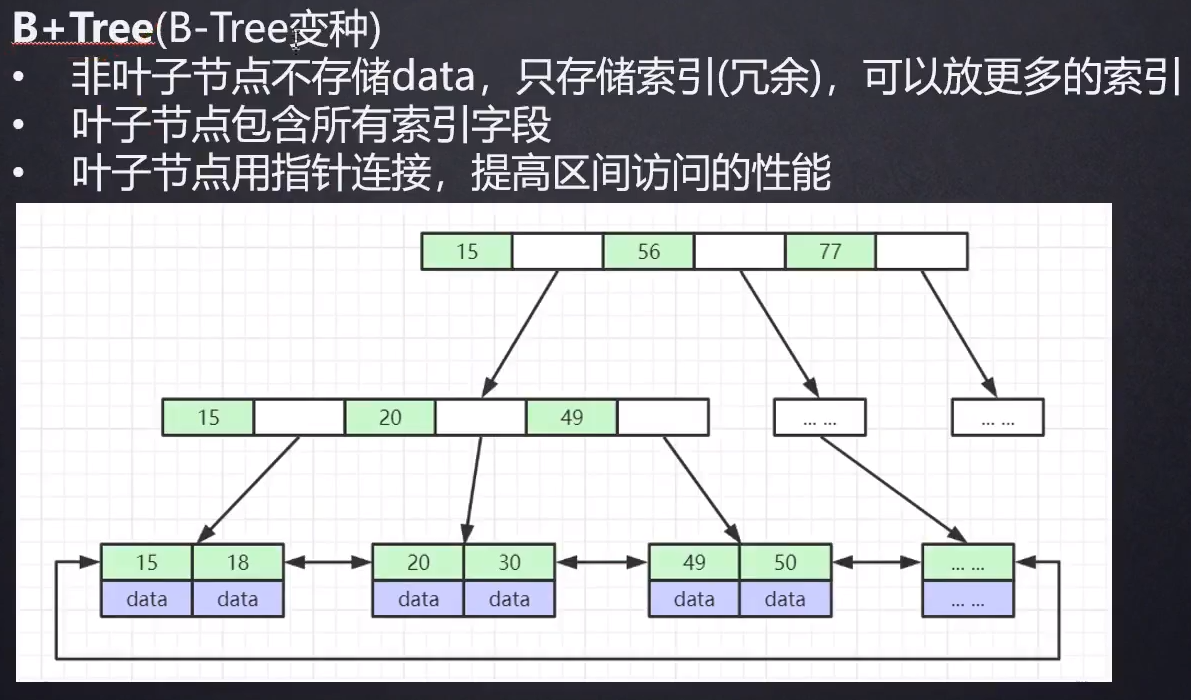 B+Tree(B-Tree变种)
• 非叶子节点不存储data，只存储索引(冗余)，可以放更多的索引
• 叶子节点包含所有索引字段
• 叶子节点用指针连接，提高区间访问的性能
15 56 77
15 20 49 ... ... ... ...
15 18 20 30 49 50 ... ...
data data data data data data ... ...